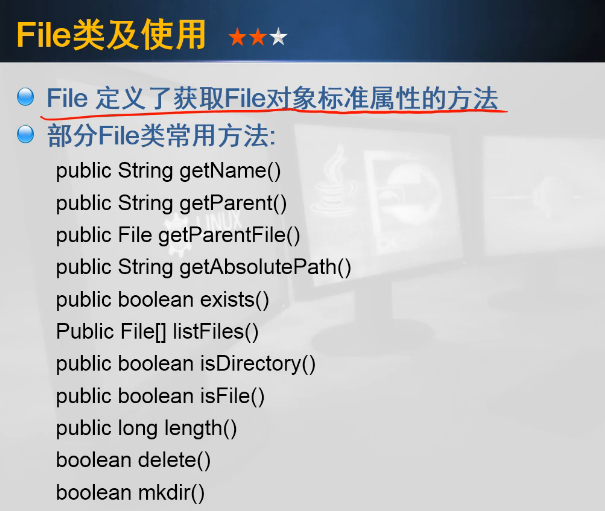 File类及使用
File 定义了获取File对象标准属性的方法
部分File类常用方法:
public String getName()
public String getParent()
public File getParentFile()
public String getAbsolutePath()
public boolean exists()
Public File[] listFiles()
public boolean isDirectory()
public boolean isFile()
public long length()
boolean delete()
boolean mkdir()
LINUX